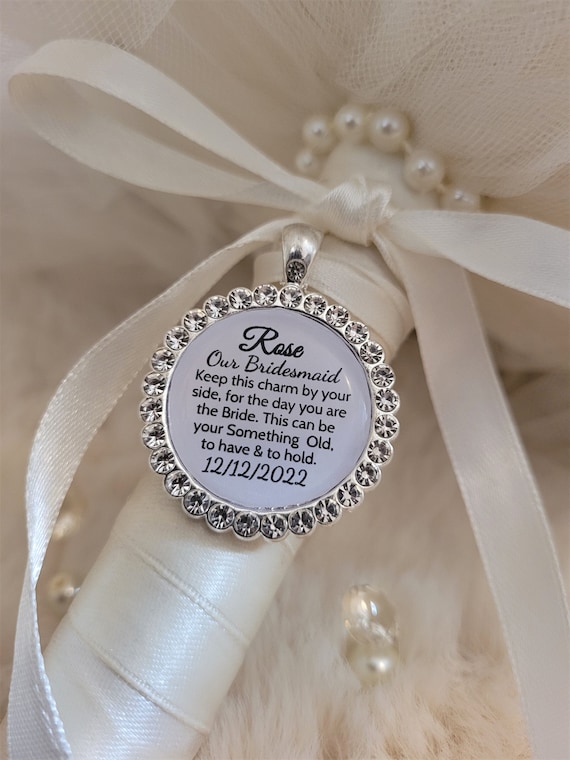 Rose
Our Bridesmaid
Keep this charm by your
side, for the day you are
the Bride. This can be
your Something Old,
to have & to hold.
12/12/2022